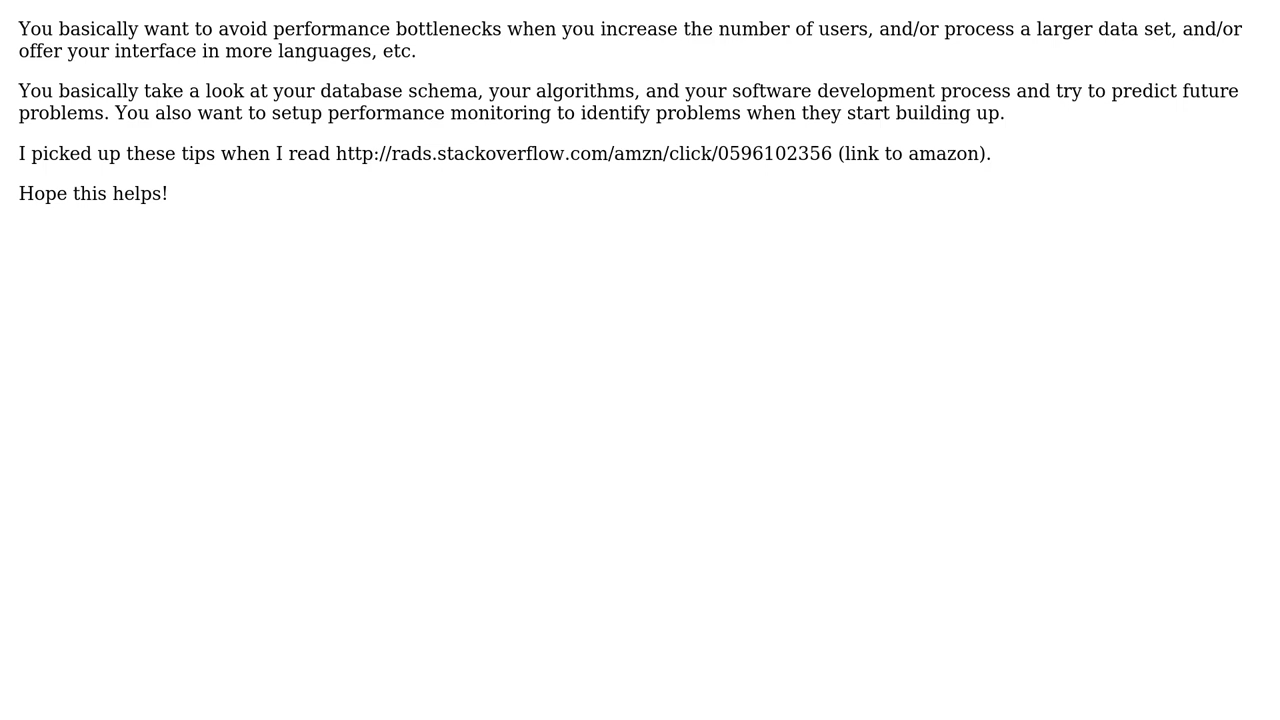 You basically want to avoid performance bottlenecks when you increase the number of users, and/or process a larger data set, and/or
offer your interface in more languages, etc.
You basically take a look at your database schema, your algorithms, and your software development process and try to predict future
problems. You also want to setup performance monitoring to identify problems when they start building up.
I picked up these tips when I read http://rads.stackoverflow.com/amzn/click/0596102356 (link to amazon).
Hope this helps!